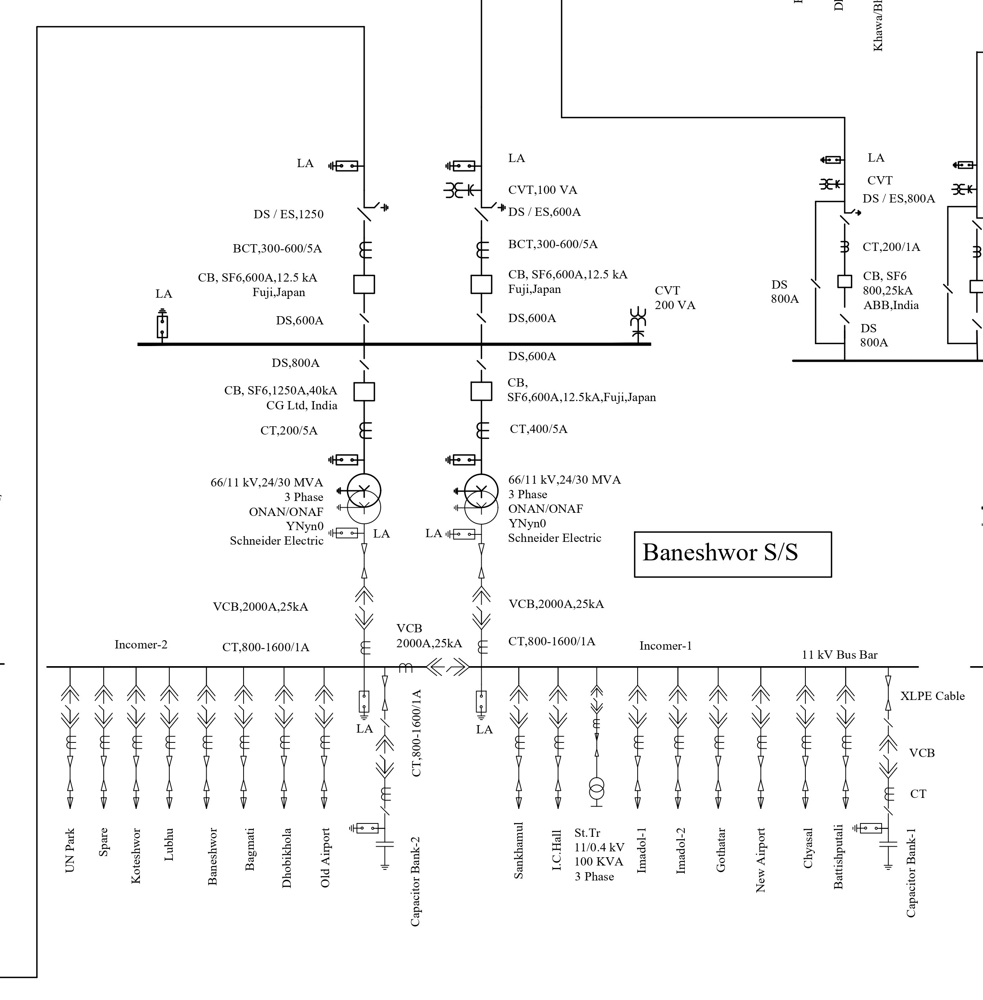 Khawa/Bh
LA
DS / ES,1250
BCT,300-600/5A
CB, SF6,600A,12.5 kA
Fuji,Japan
DS,600A
LA
LA
CVT,100 VA
DS / ES,600A
BCT,300-600/5A
CB, SF6,600A,12.5 kA
Fuji,Japan
DS,600A
CVT
200 VA
LA
CVT
DS / ES,800A
CT,200/1A
CB, SF6
800,25kA
ABB,India
DS
800A
DS
800A
DS,800A
CB, SF6,1250A,40kA
CG Ltd, India
CT,200/5A
66/11 kV,24/30 MVA
3 Phase
ONAN/ONAF
YNyn0
Schneider Electric
LA
DS,600A
CB,
SF6,600A,12.5kA,Fuji,Japan
CT,400/5A
66/11 kV,24/30 MVA
3 Phase
ONAN/ONAF
YNyn0
Schneider Electric
LA
Baneshwor S/S
VCB,2000A,25kA
VCB,2000A,25kA
Incomer-2
CT,800-1600/1A
VCB
2000A,25kA
CT,800-1600/1A
Incomer-1
11 kV Bus Bar
LA
CT,800-1600/1A
LA
XLPE Cable
VCB
CT
UN Park
Spare
Koteshwor
Lubhu
Baneshwor
Bagmati
Dhobikhola
Old Airport
Capacitor Bank-2
Sankhamul
I.C.Hall
St.Tr
11/0.4 kV
100 KVA
3 Phase
Imadol-1
Imadol-2
Gothatar
New Airport
Chyasal
Battishputali
Capacitor Bank-1